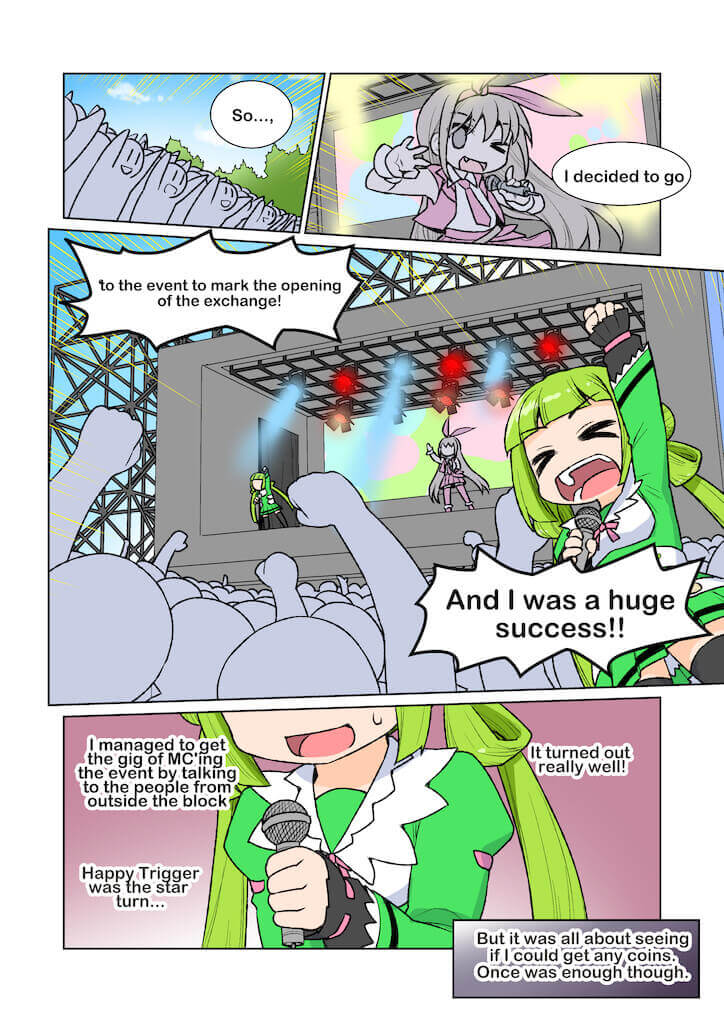 So...,
I decided to go
to the event to mark the opening
of the exchange!
And I was a huge
success!!
I managed to get
the gig of MC'ing
the event by talking
to the people from
outside the block
It turned out
really well!
Happy Trigger
was the star
turn...
But it was all about seeing
if I could get any coins.
Once was enough though.